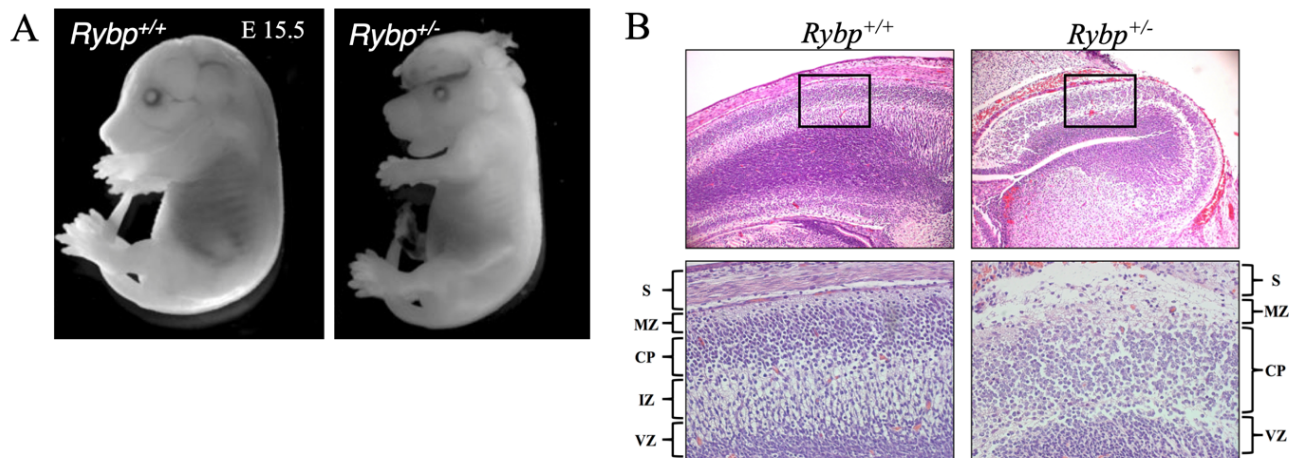 A
Rybp+/+
E 15.5
Rybp+/-
B
Rybp+/+
Rybp+/-
S
MZ
CP
IZ
VZ
S
MZ
CP
VZ